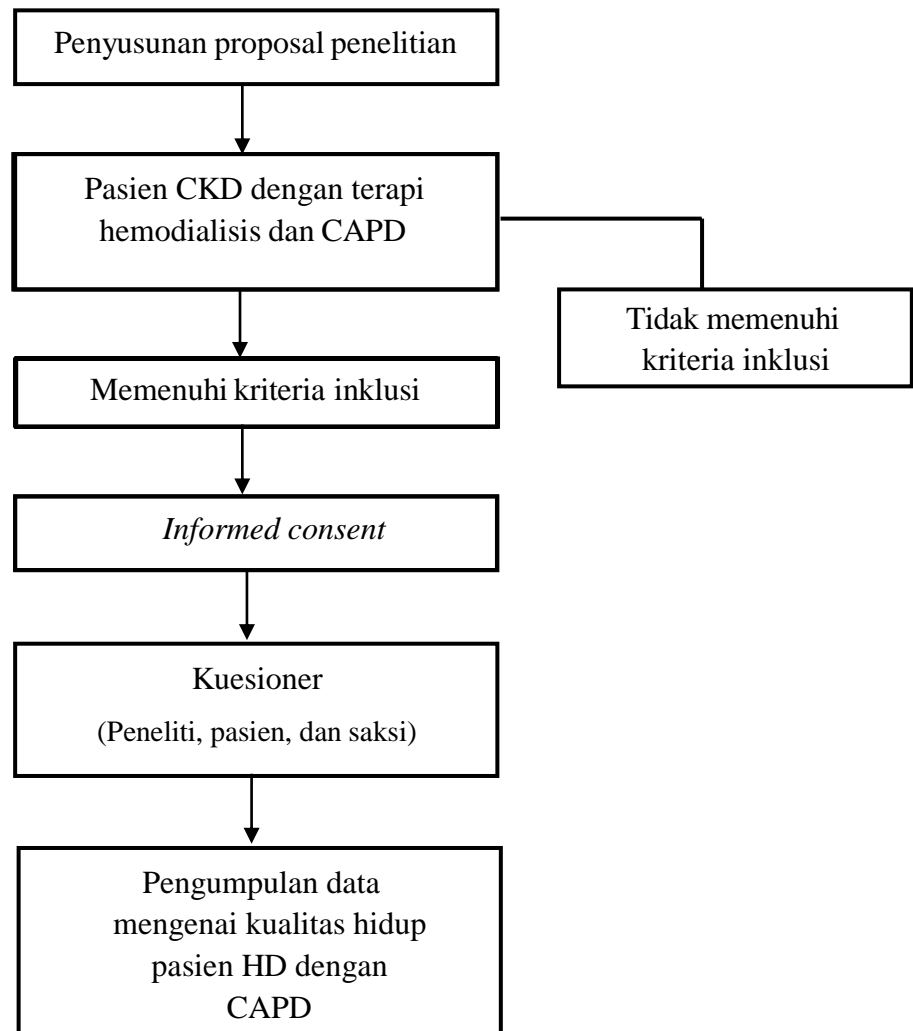 Penyusunan proposal penelitian
Pasien CKD dengan terapi
hemodialisis dan CAPD
Tidak memenuhi
kriteria inklusi
Memenuhi kriteria inklusi
Informed consent
Kuesioner
(Peneliti, pasien, dan saksi)
Pengumpulan data
mengenai kualitas hidup
pasien HD dengan
CAPD